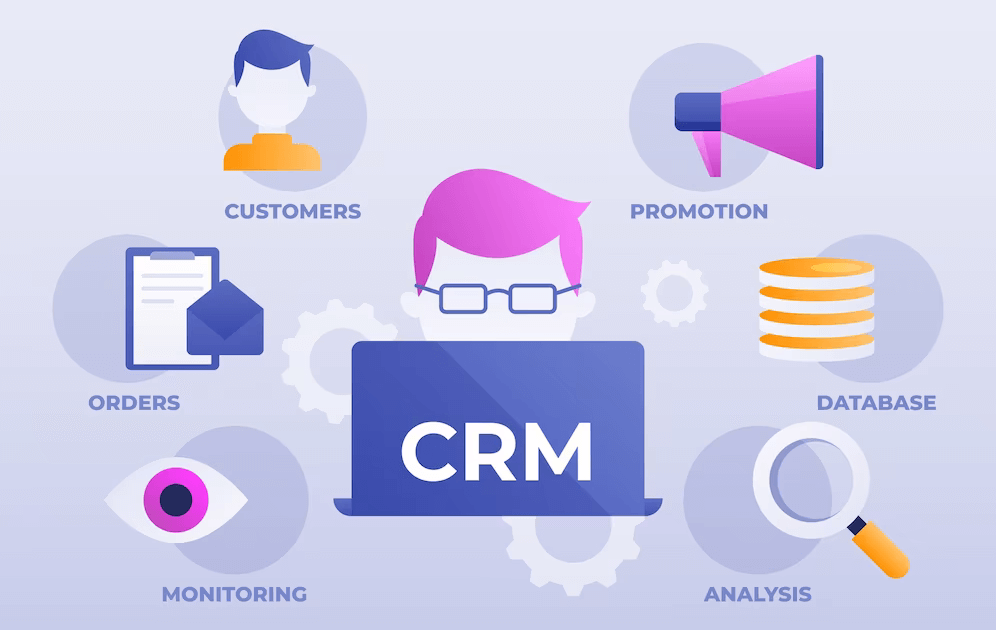 CUSTOMERS
PROMOTION
ORDERS
DATABASE
CRM
MONITORING
ANALYSIS